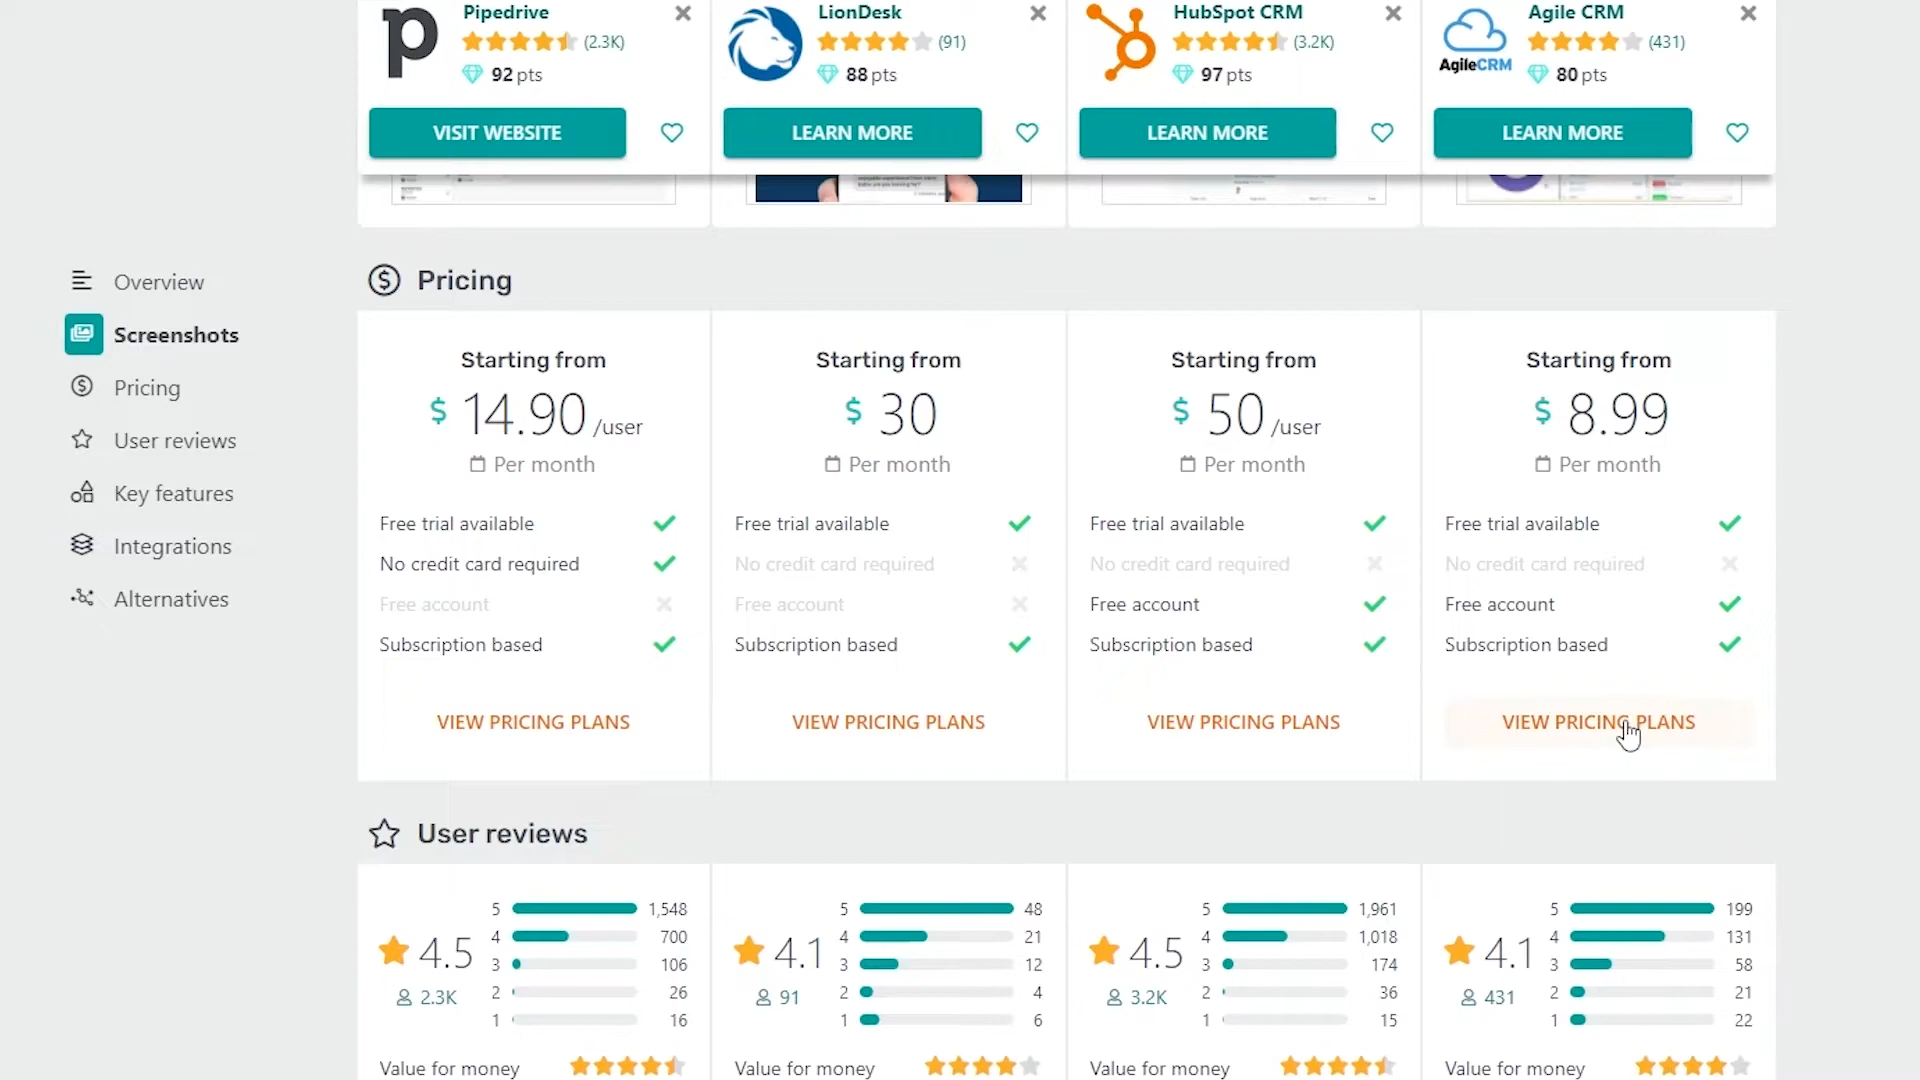 Pipedrive
(2.3K)
92 pts
VISIT WEBSITE
LionDesk
(91)
88 pts
LEARN MORE
HubSpot CRM
(3.2K)
97 pts
LEARN MORE
AgileCRM
Agile CRM
(431)
80 pts
LEARN MORE
Overview
Screenshots
Pricing
User reviews
Key features
Integrations
Alternatives
Pricing
Starting from
$ 14.90 /user
Per month
Free trial available
No credit card required
Free account
Subscription based
VIEW PRICING PLANS
Starting from
$ 30
Per month
Free trial available
No credit card required
Free account
Subscription based
VIEW PRICING PLANS
Starting from
$ 50 /user
Per month
Free trial available
No credit card required
Free account
Subscription based
VIEW PRICING PLANS
Starting from
$ 8.99
Per month
Free trial available
No credit card required
Free account
Subscription based
VIEW PRICING PLANS
User reviews
4.5
2.3K
5 1,548
4 700
3 106
2 26
1 16
Value for money
4.1
91
5 48
4 21
3 12
2 4
1 6
Value for money
4.5
3.2K
5 1,961
4 1,018
3 174
2 36
1 15
Value for money
4.1
431
5 199
4 131
3 58
2 21
1 22
Value for money